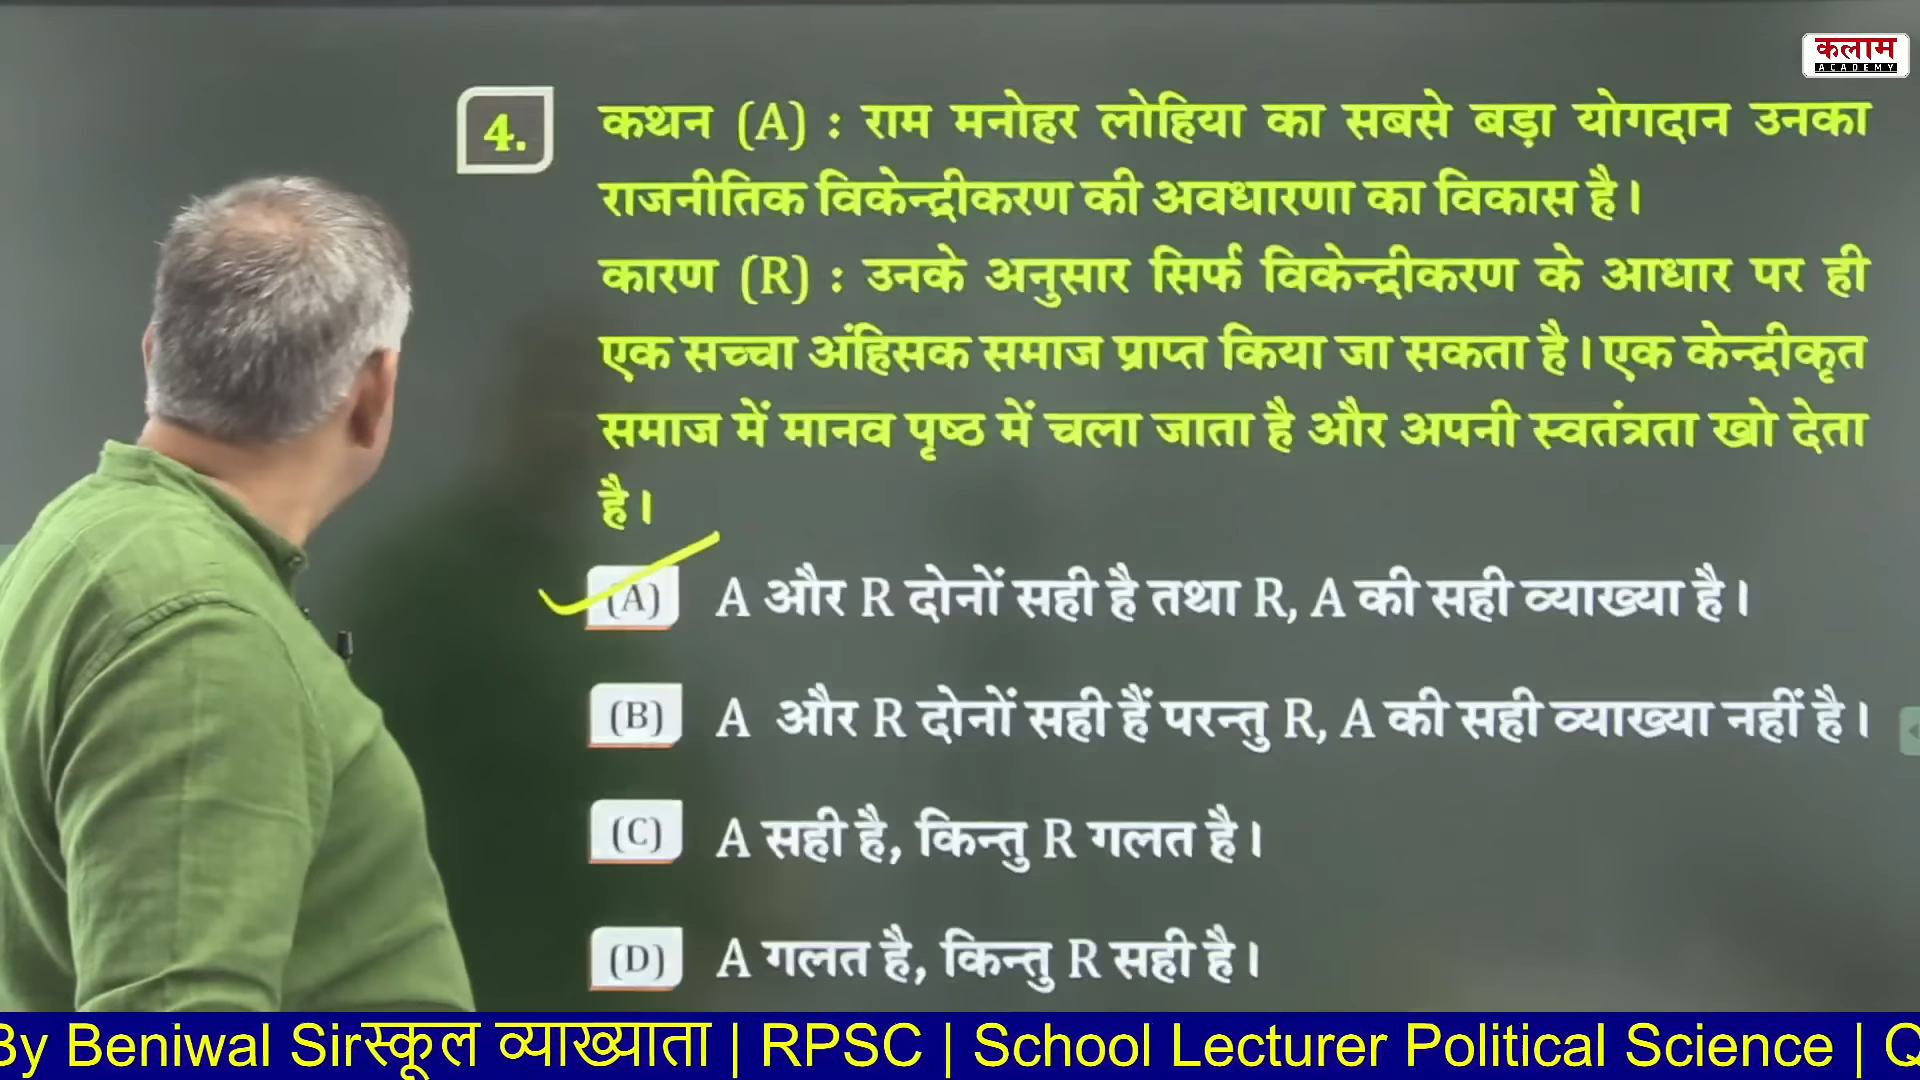 कलाम
ACADEMY
4.
कथन (A) : राम मनोहर लोहिया का सबसे बड़ा योगदान उनका
राजनीतिक विकेन्द्रीकरण की अवधारणा का विकास है।
कारण (R) : उनके अनुसार सिर्फ विकेन्द्रीकरण के आधार पर ही
एक सच्चा अंहिसक समाज प्राप्त किया जा सकता है। एक केन्द्रीकृत
समाज में मानव पृष्ठ में चला जाता है और अपनी स्वतंत्रता खो देता
है।
(A) A और R दोनों सही है तथा R, A की सही व्याख्या है।
(B) A और R दोनों सही हैं परन्तु R, A की सही व्याख्या नहीं है।
(C) A सही है, किन्तु R गलत है।
(D) A गलत है, किन्तु R सही है।
By Beniwal Sirस्कूल व्याख्याता | RPSC | School Lecturer Political Science | Q